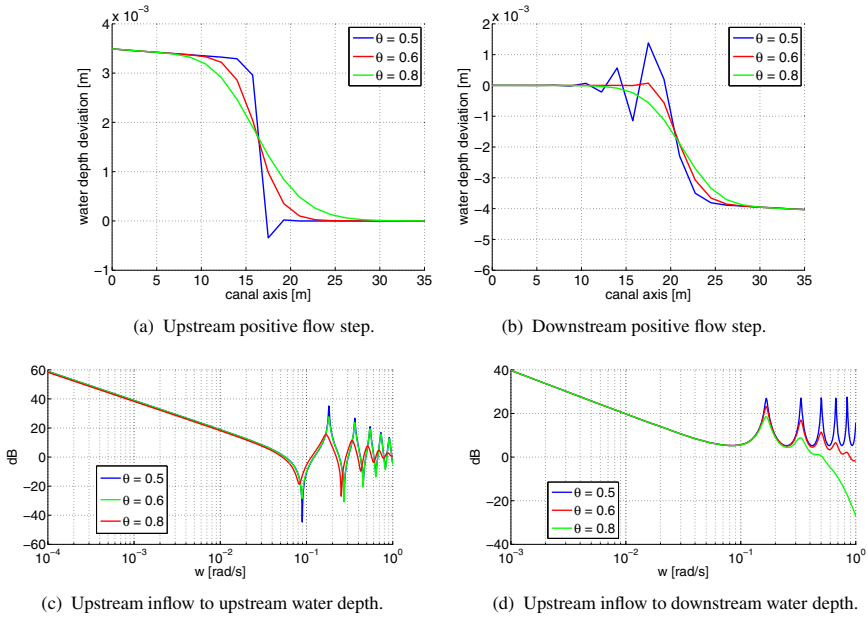 x 10⁻³
4
3
2
1
0
−1
water depth deviation [m]
0 5 10 15 20 25 30 35
canal axis [m]
θ = 0.5
θ = 0.6
θ = 0.8
(a) Upstream positive flow step.
x 10⁻³
2
1
0
−1
−2
−3
−4
−5
−6
water depth deviation [m]
0 5 10 15 20 25 30 35
canal axis [m]
θ = 0.5
θ = 0.6
θ = 0.8
(b) Downstream positive flow step.
60
40
20
0
−20
−40
−60
dB
10⁻⁴ 10⁻³ 10⁻² 10⁻¹ 10⁰
w [rad/s]
θ = 0.5
θ = 0.6
θ = 0.8
(c) Upstream inflow to upstream water depth.
40
20
0
−20
−40
dB
10⁻³ 10⁻² 10⁻¹ 10⁰
w [rad/s]
θ = 0.5
θ = 0.6
θ = 0.8
(d) Upstream inflow to downstream water depth.